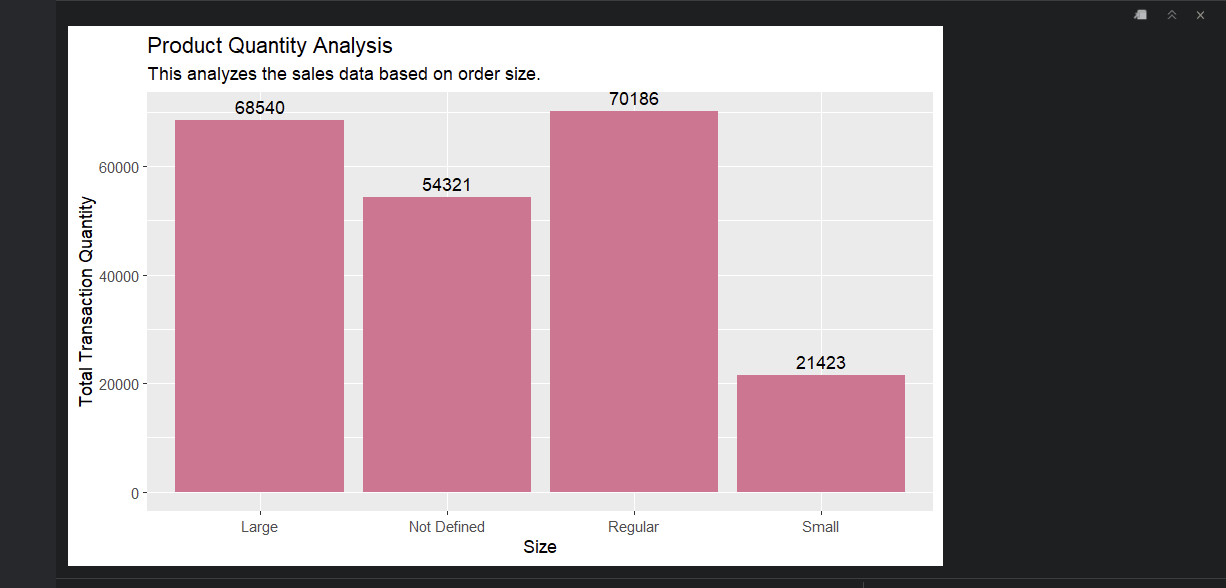 Product Quantity Analysis
This analyzes the sales data based on order size.
68540
54321
70186
21423
Total Transaction Quantity
60000
40000
20000
0
Large
Not Defined
Regular
Small
Size